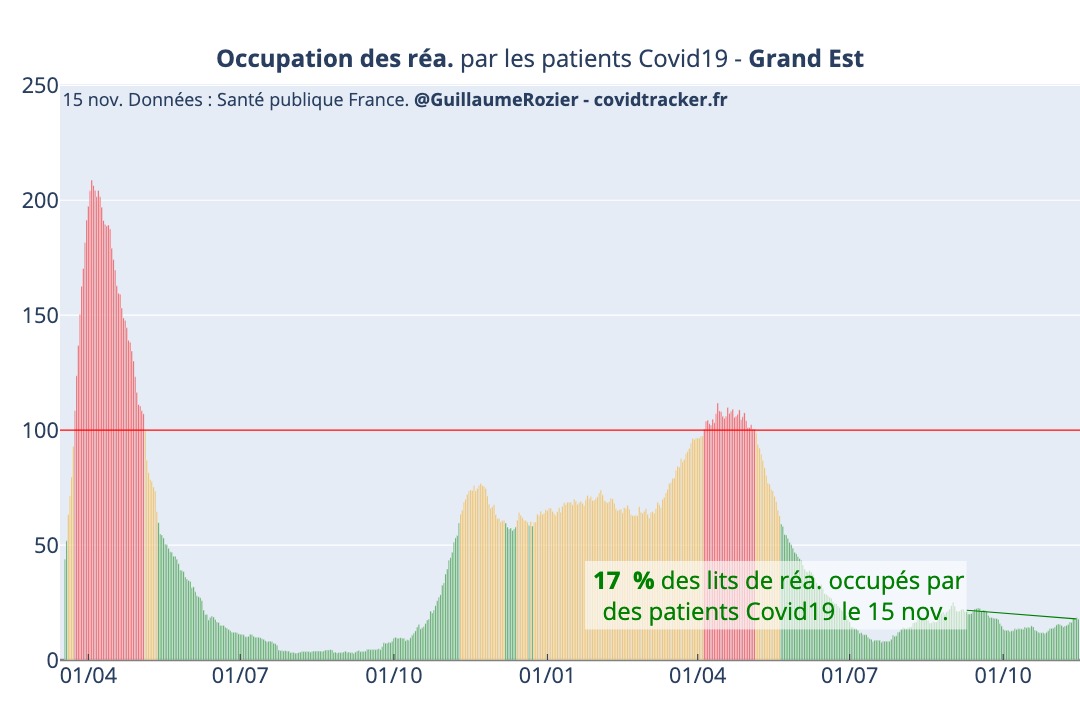 Occupation des réa. par les patients Covid19 - Grand Est
250
15 nov. Données : Santé publique France. @GuillaumeRozier - covidtracker.fr
200
150
100
50
17 % des lits de réa. occupés par
des patients Covid19 le 15 nov.
0
01/04 01/07 01/10 01/01 01/04 01/07 01/10